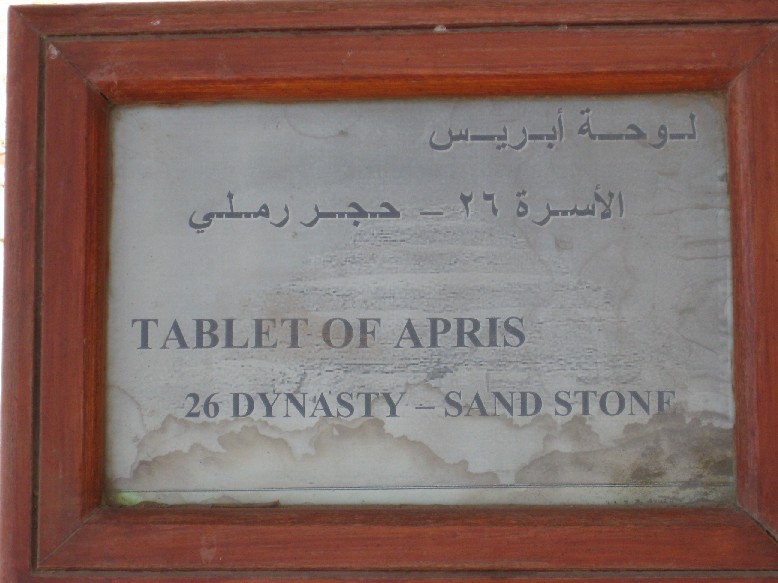 لوحة أبريس
الأسرة ٢٦ – حجر رملي
TABLET OF APRIS
26 DYNASTY – SAND STONE